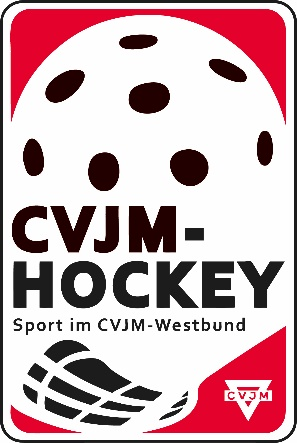 CVJM-
HOCKEY
Sport im CVJM-Westbund
CVJM